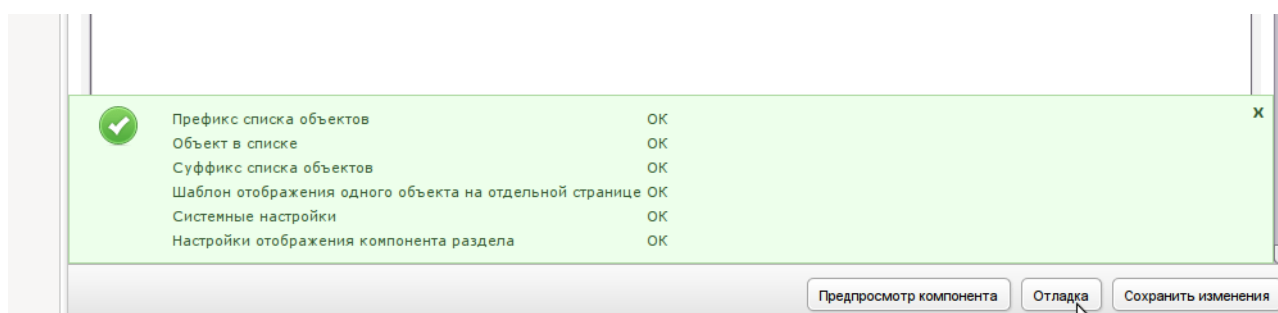 Префикс списка объектов ОК X
Объект в списке ОК
Суффикс списка объектов ОК
Шаблон отображения одного объекта на отдельной странице ОК
Системные настройки ОК
Настройки отображения компонента раздела ОК
Предпросмотр компонента Отладка Сохранить изменения